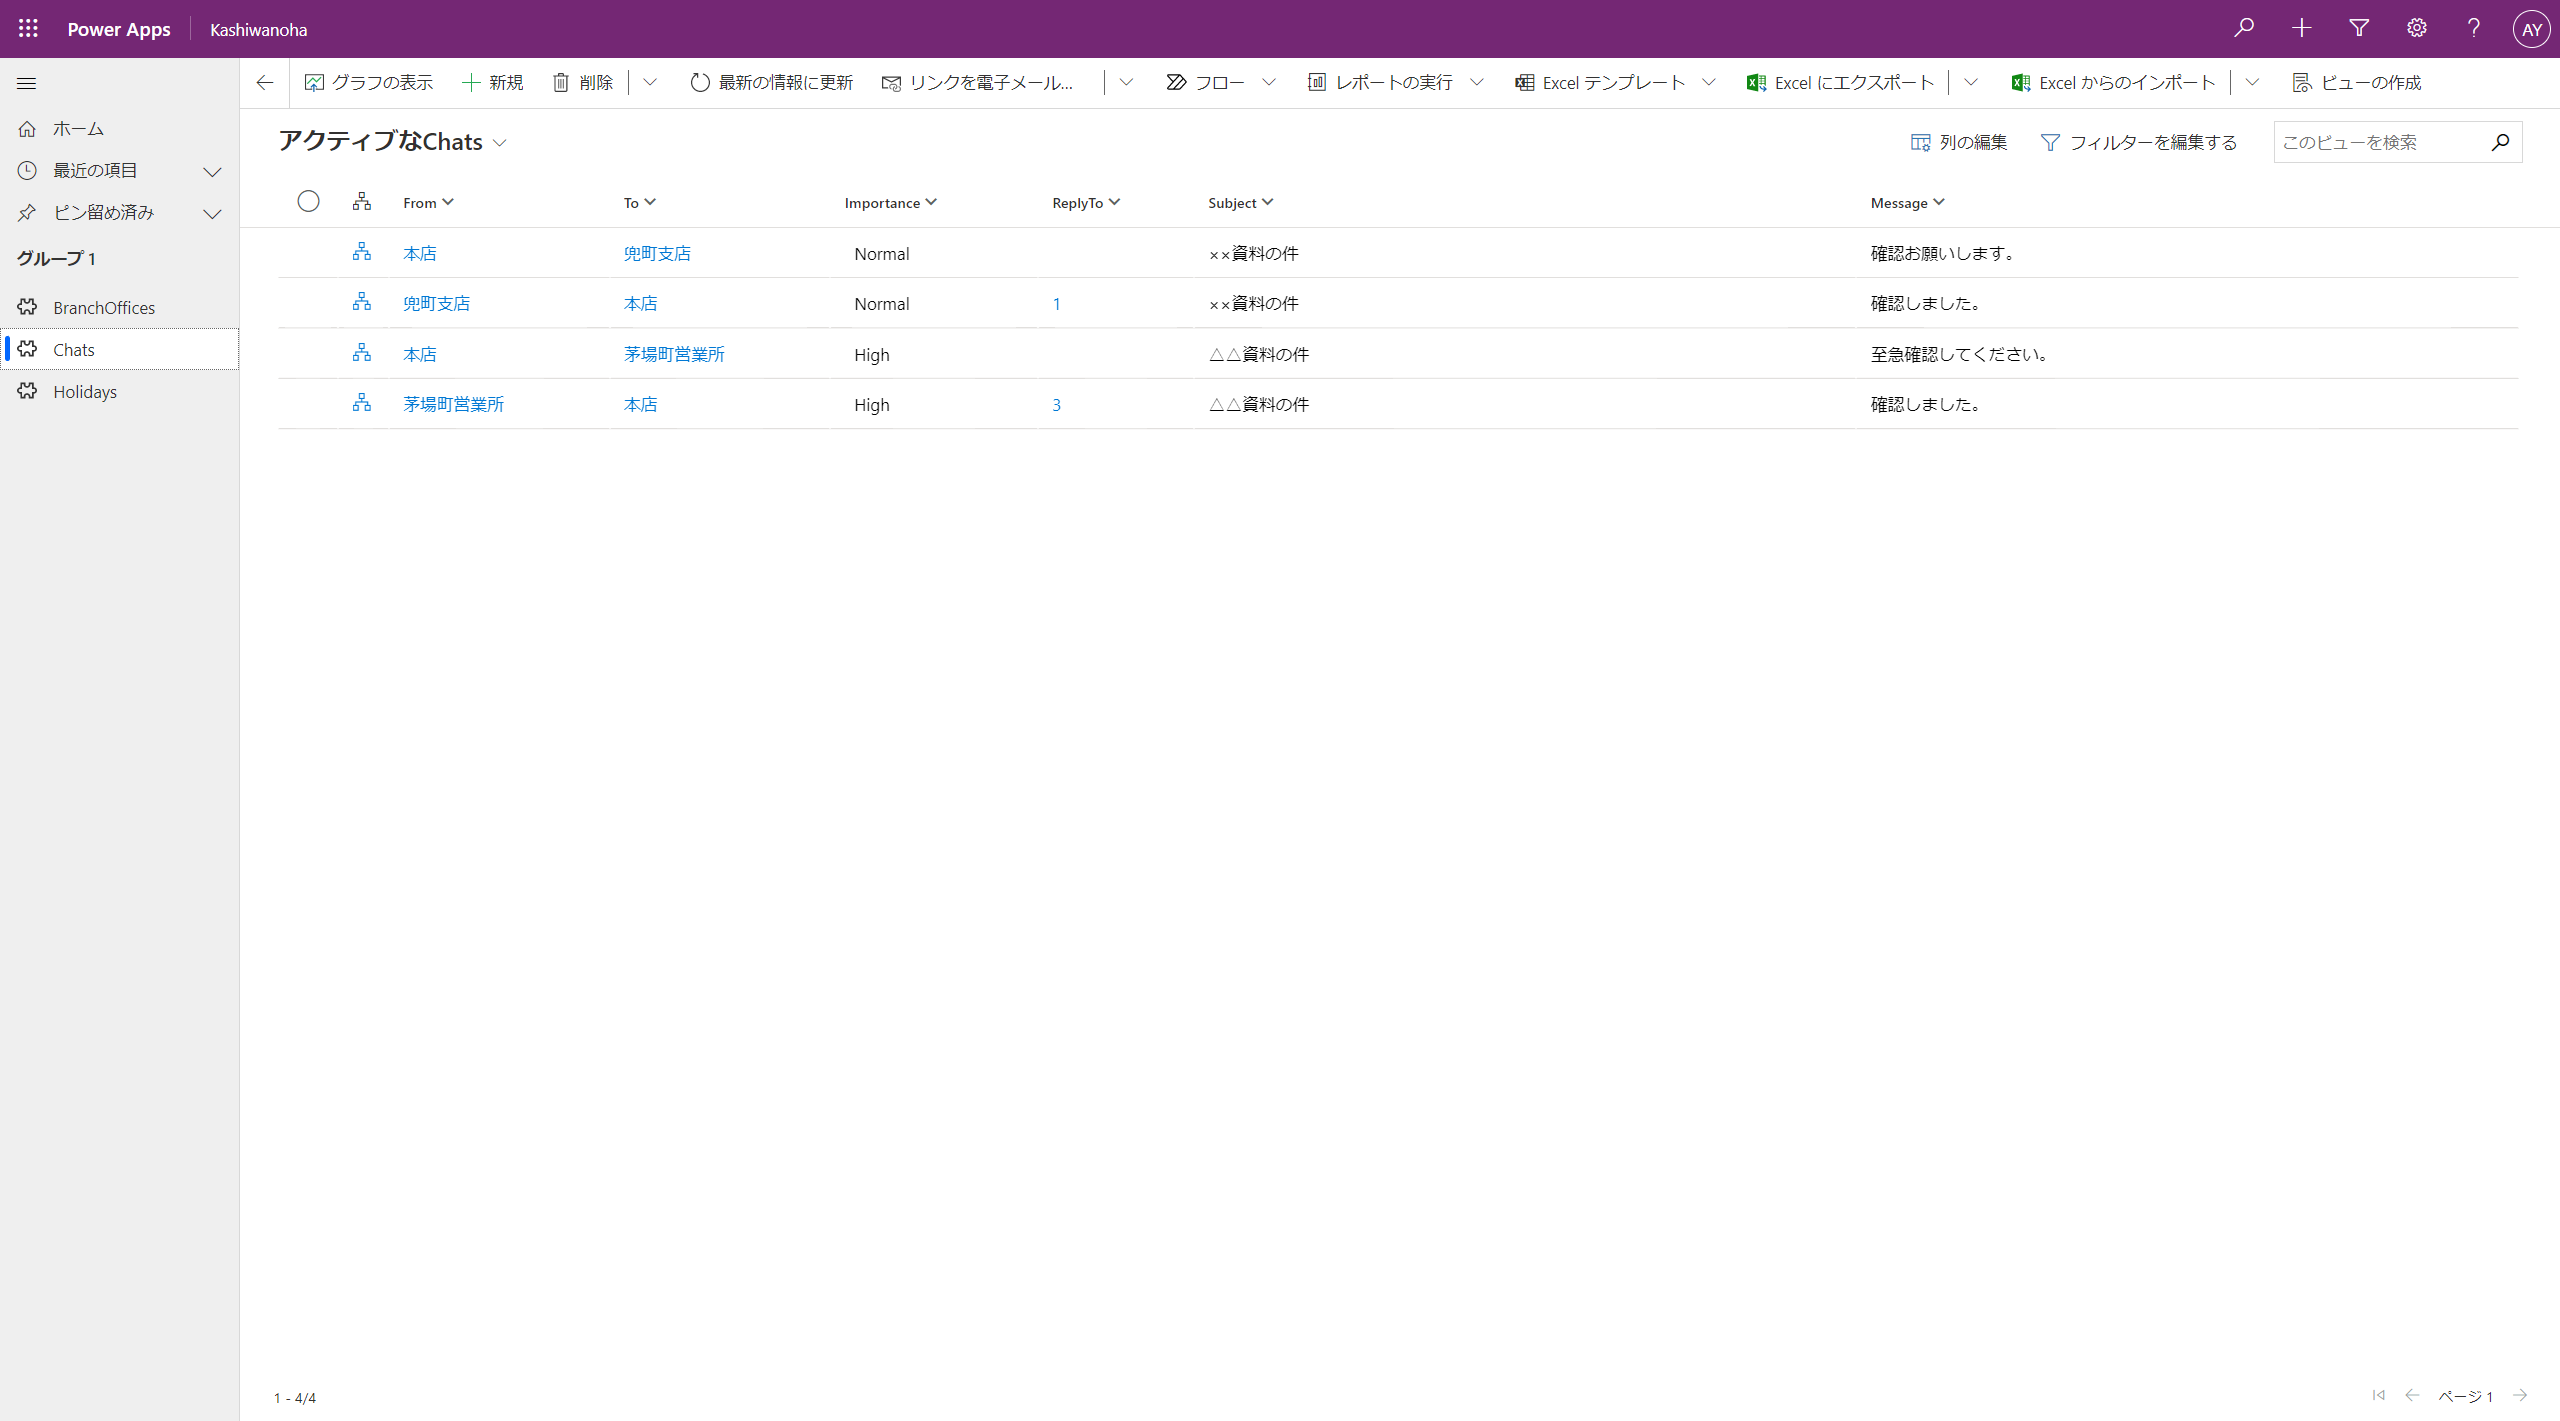 Power Apps Kashiwanoha AY
グラフの表示 新規 削除 最新の情報に更新 リンクを電子メール... フロー レポートの実行 Excel テンプレート Excel にエクスポート Excel からのインポート ビューの作成
ホーム
最近の項目
ピン留め済み
グループ 1
BranchOffices
Chats
Holidays
アクティブなChats 列の編集 フィルターを編集する このビューを検索
From To Importance ReplyTo Subject Message
本店 兜町支店 Normal ××資料の件 確認お願いします。
兜町支店 本店 Normal 1 ××資料の件 確認しました。
本店 茅場町営業所 High △△資料の件 至急確認してください。
茅場町営業所 本店 High 3 △△資料の件 確認しました。
1 - 4/4 ページ 1